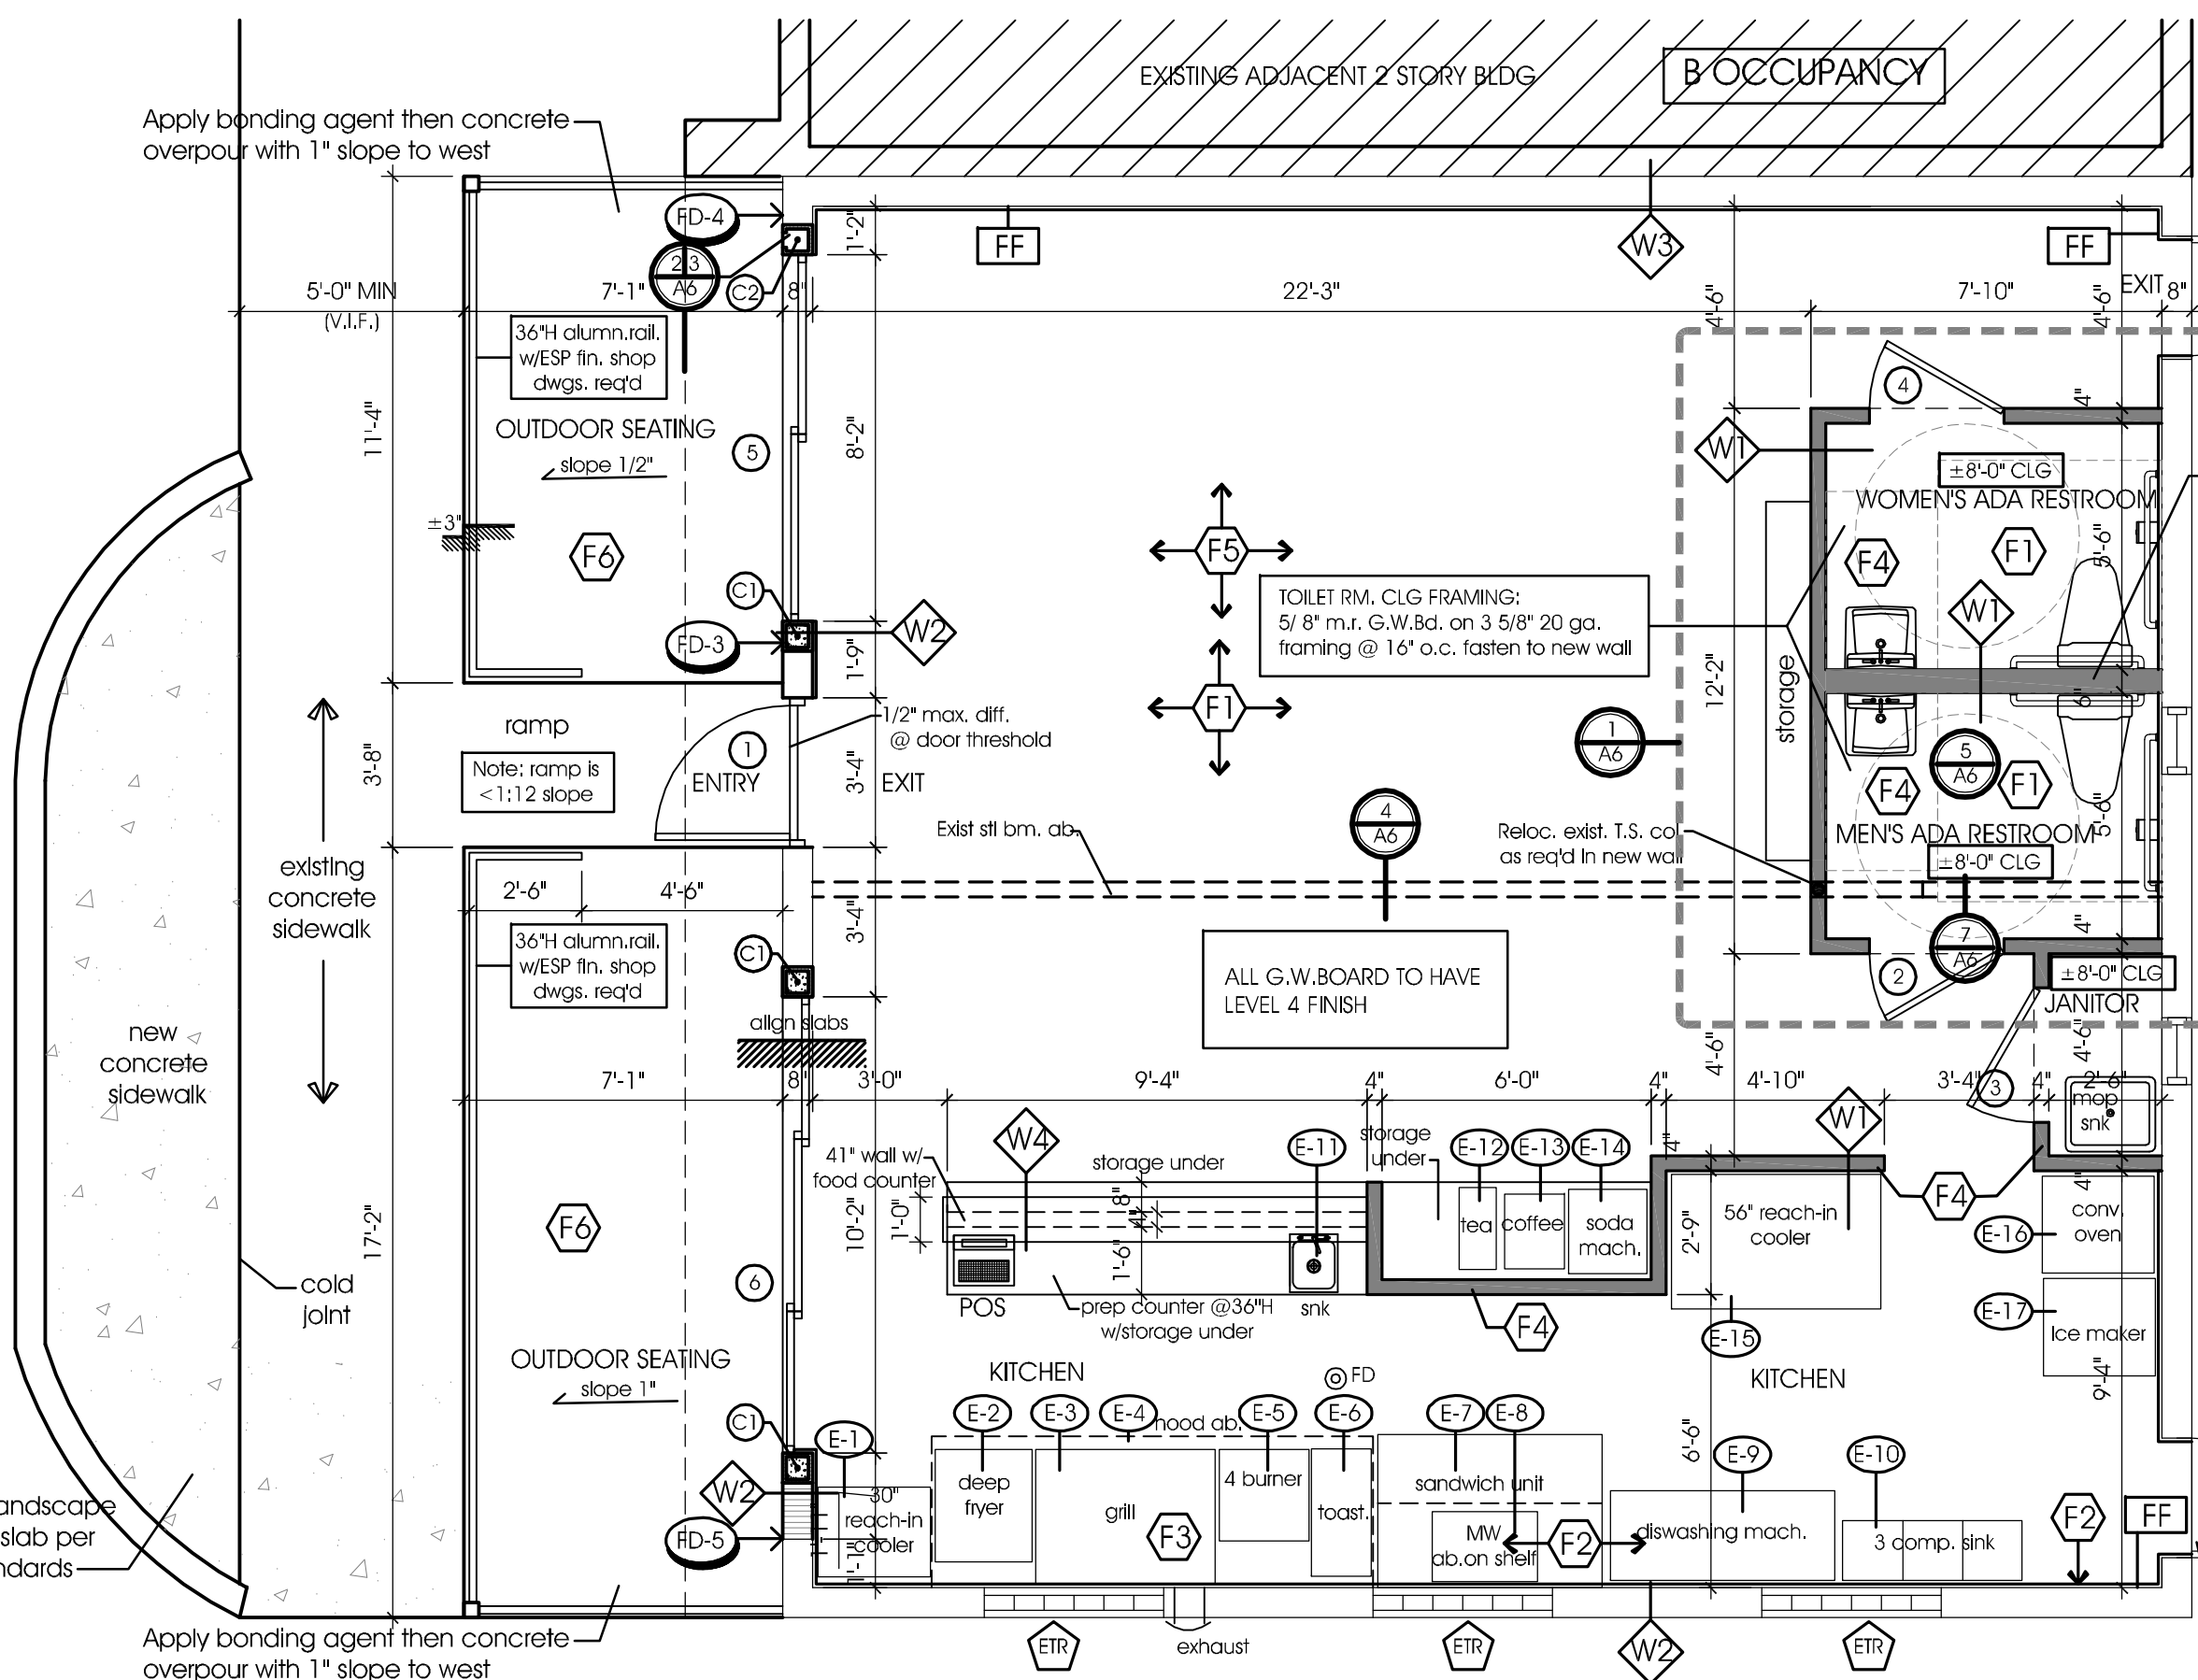 EXISTING ADJACENT 2 STORY BLDG
B OCCUPANCY
Apply bonding agent then concrete
overpour with 1" slope to west
FD-4
2 3
A6
C2
1'-2"
FF
W3
FF
5'-0" MIN
(V.I.F.)
7'-1"
8"
22'-3"
4'-6"
7'-10"
4'-6"
EXIT
8"
36"H alumn.rail.
w/ESP fin. shop
dwgs. req'd
11'-4"
OUTDOOR SEATING
slope 1/2"
5
8'-2"
±3"
F6
C1
FD-3
W2
1'-9"
F5
F1
TOILET RM. CLG FRAMING:
5/ 8" m.r. G.W.Bd. on 3 5/8" 20 ga.
framing @ 16" o.c. fasten to new wall
4
4"
W1
±8'-0" CLG
WOMEN'S ADA RESTROOM
F4
F1
5'-6"
W1
12'-2"
storage
6"
ramp
Note: ramp is
<1:12 slope
3'-8"
1
ENTRY
1/2" max. diff.
@ door threshold
3'-4"
EXIT
1
A6
5
A6
F4
F1
5'-6"
MEN'S ADA RESTROOM
±8'-0" CLG
4
A6
Exist stl bm. ab.
Reloc. exist. T.S. col
as req'd in new wall
existing
concrete
sidewalk
2'-6"
4'-6"
3'-4"
36"H alumn.rail.
w/ESP fin. shop
dwgs. req'd
C1
ALL G.W.BOARD TO HAVE
LEVEL 4 FINISH
4"
7
A6
2
±8'-0" CLG
JANITOR
new
concrete
sidewalk
align slabs
7'-1"
8"
3'-0"
9'-4"
4"
6'-0"
4"
4'-6"
4'-10"
3'-4"
4"
2'-6"
4'-6"
3
mop
snk
W4
W1
41" wall w/
food counter
storage under
E-11
storage
under
E-12
E-13
E-14
4"
F4
4"
17'-2"
F6
10'-2"
1'-0"
8"
4"
1'-6"
tea
coffee
soda
mach.
2'-9"
56" reach-in
cooler
E-16
conv.
oven
6
cold
joint
POS
prep counter @36"H
w/storage under
snk
F4
E-15
E-17
Ice maker
OUTDOOR SEATING
slope 1"
KITCHEN
FD
KITCHEN
9'-4"
C1
E-1
E-2
E-3
E-4
hood ab.
E-5
E-6
E-7
E-8
6'-6"
E-9
E-10
W2
30"
reach-in
cooler
deep
fryer
grill
4 burner
toast.
sandwich unit
F3
MW
ab.on shelf
F2
diswashing mach.
3 comp. sink
F2
FF
FD-5
andscape
slab per
ndards
Apply bonding agent then concrete
overpour with 1" slope to west
ETR
exhaust
ETR
W2
ETR